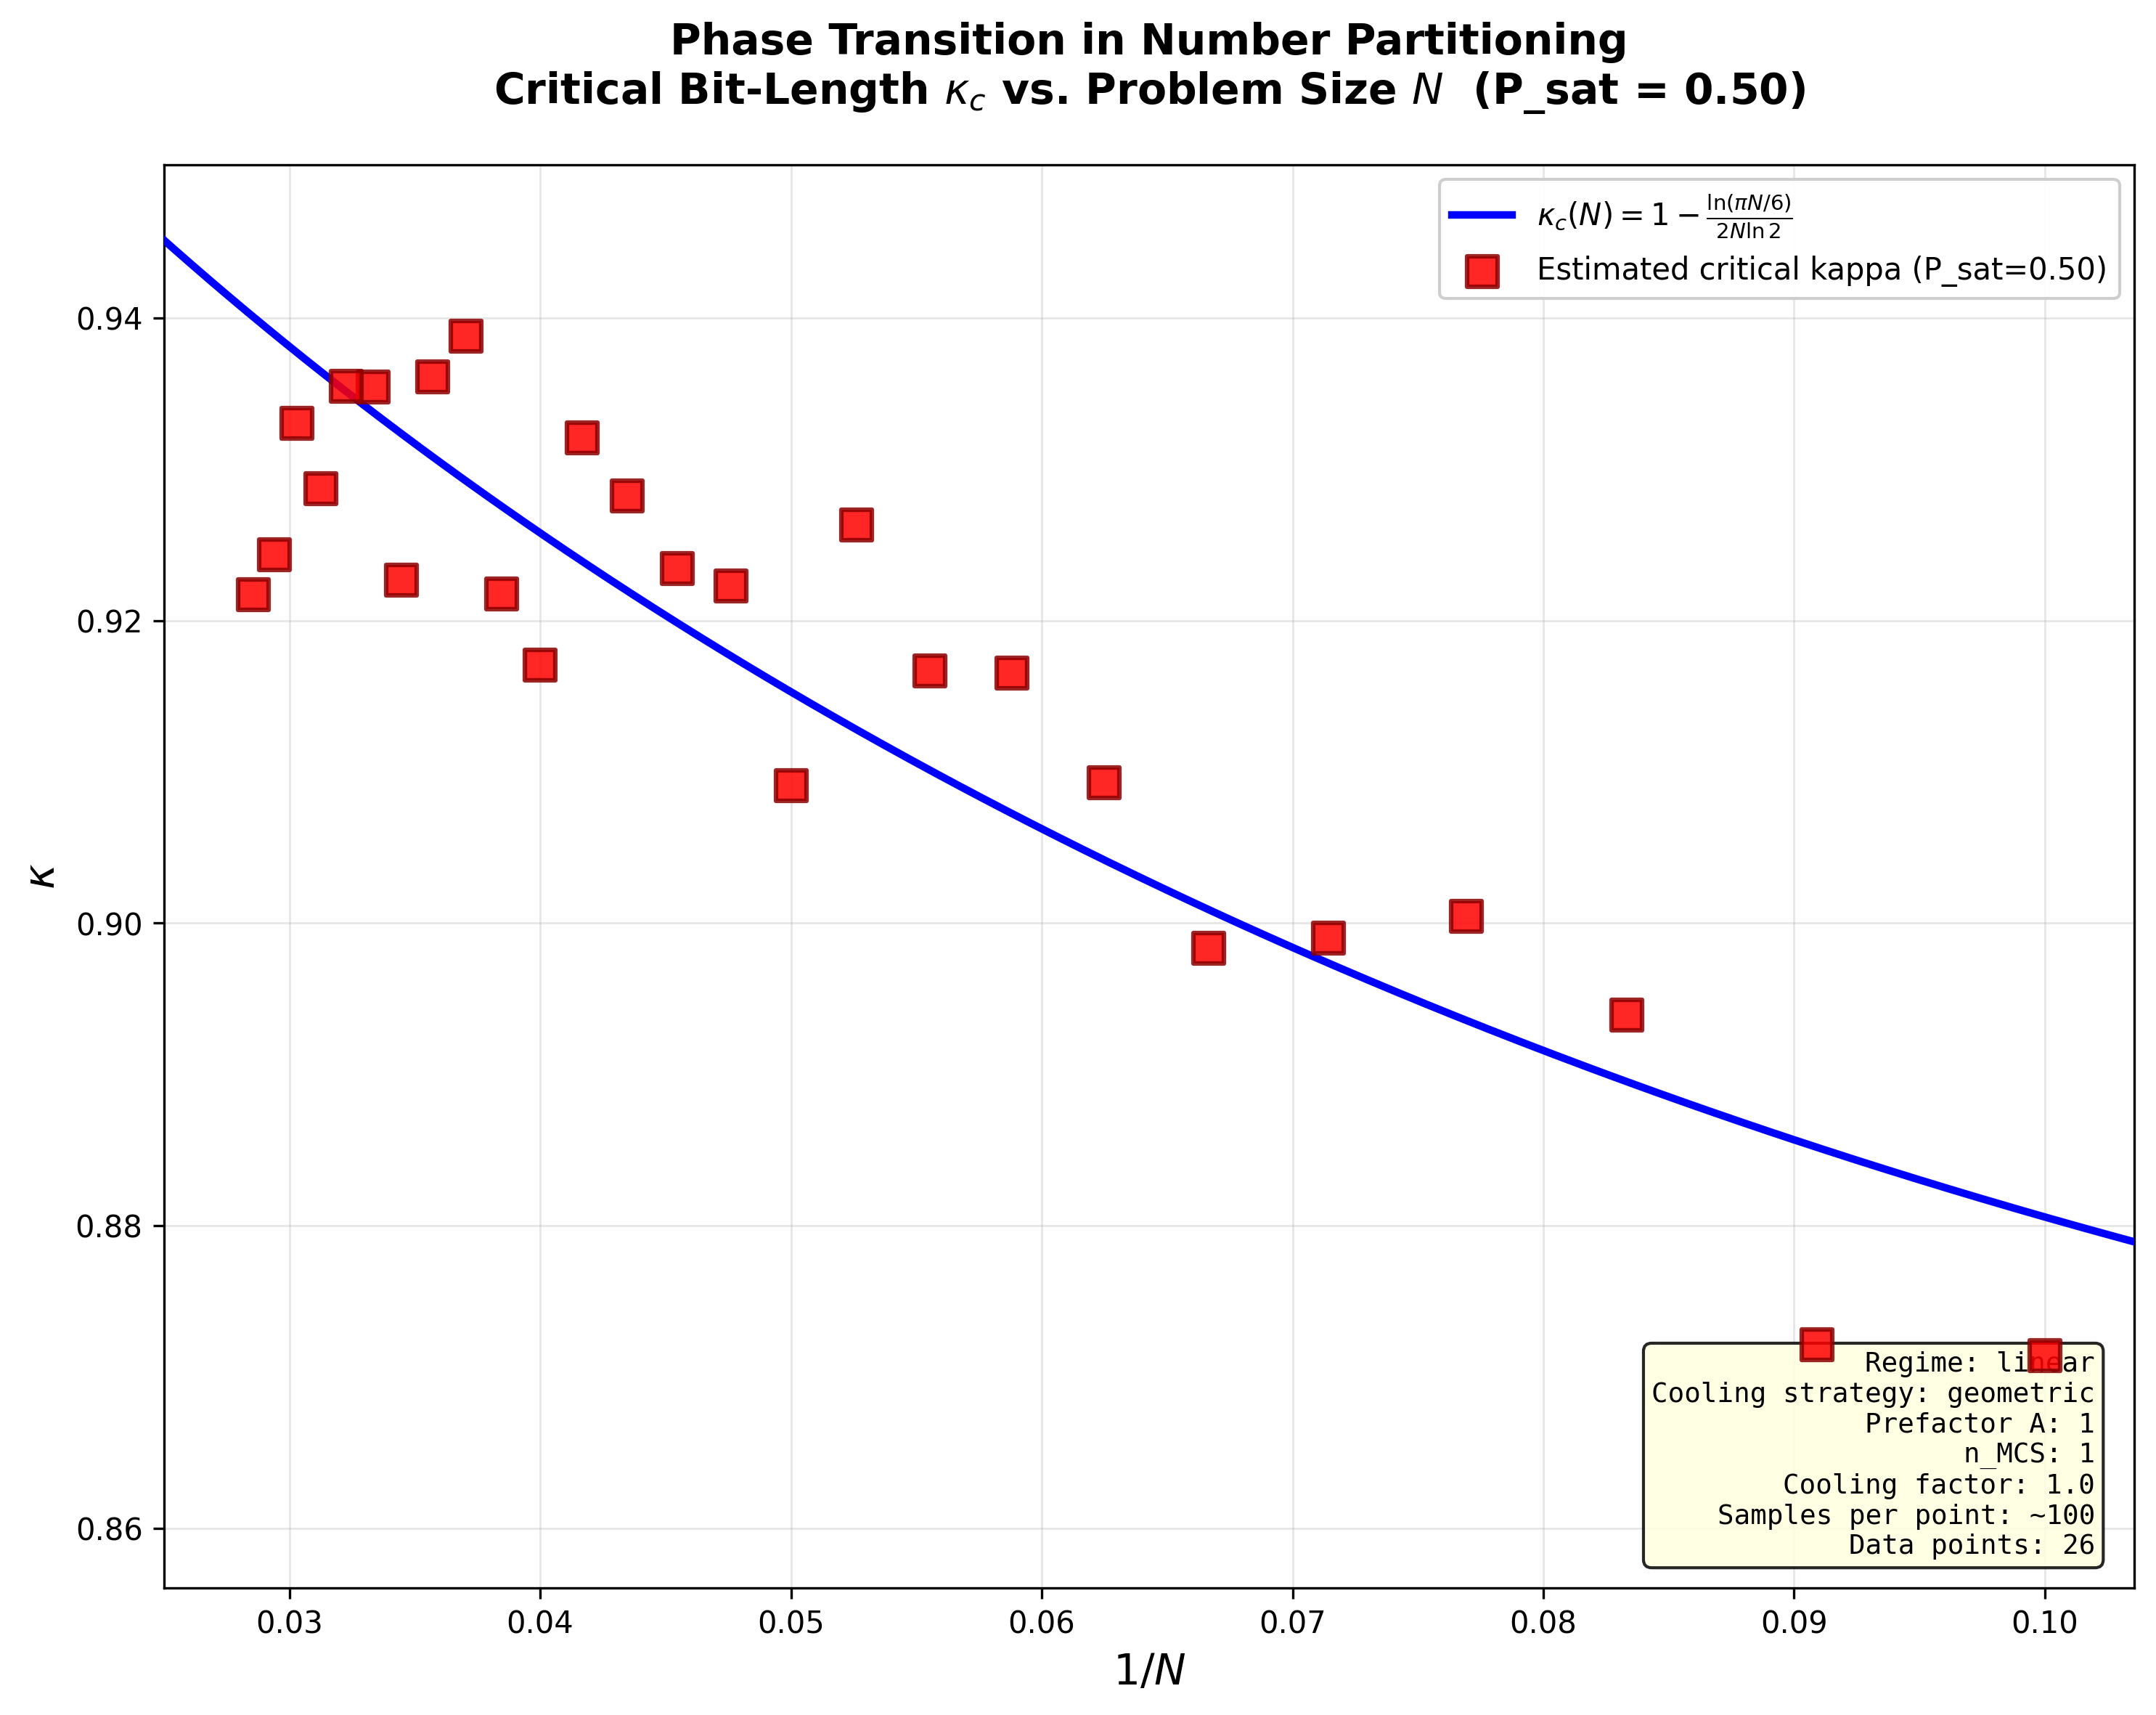 Phase Transition in Number Partitioning
Critical Bit-Length κc vs. Problem Size N (P_sat = 0.50)
κc(N) = 1 − ln(πN/6) / 2N ln 2
Estimated critical kappa (P_sat=0.50)
0.94
0.92
0.90
0.88
0.86
κ
Regime: linear
Cooling strategy: geometric
Prefactor A: 1
n_MCS: 1
Cooling factor: 1.0
Samples per point: ~100
Data points: 26
0.03 0.04 0.05 0.06 0.07 0.08 0.09 0.10
1/N